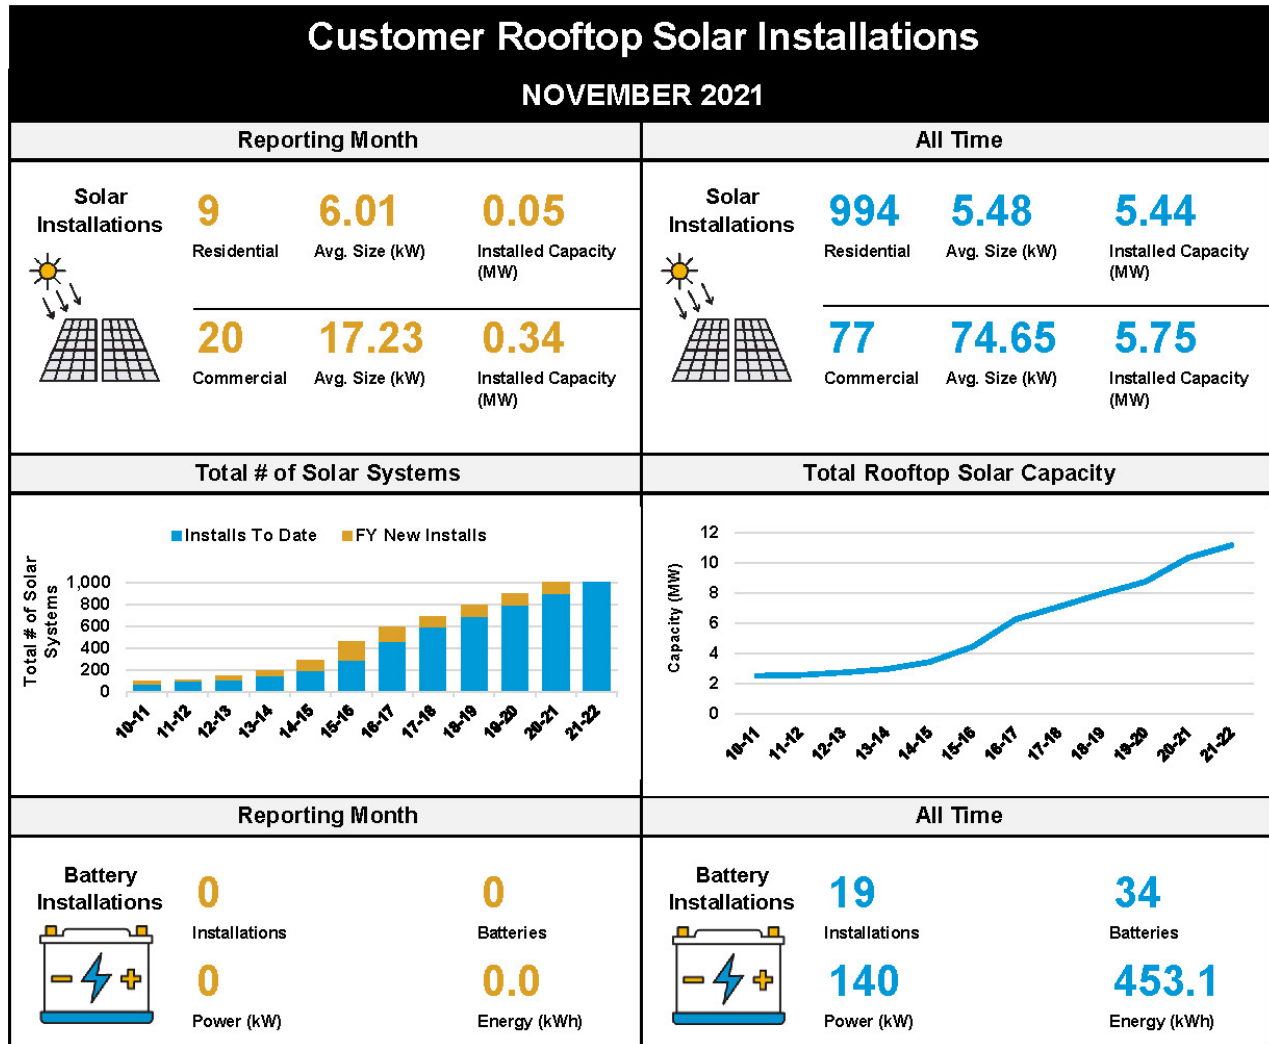 Customer Rooftop Solar Installations
NOVEMBER 2021
Reporting Month
Solar
Installations
9
Residential
6.01
Avg. Size (kW)
0.05
Installed Capacity
(MW)
20
Commercial
17.23
Avg. Size (kW)
0.34
Installed Capacity
(MW)
All Time
Solar
Installations
994
Residential
5.48
Avg. Size (kW)
5.44
Installed Capacity
(MW)
77
Commercial
74.65
Avg. Size (kW)
5.75
Installed Capacity
(MW)
Total # of Solar Systems
Installs To Date
FY New Installs
Total # of Solar
Systems
1,000
800
600
400
200
0
10-11
11-12
12-13
13-14
14-15
15-16
16-17
17-18
18-19
19-20
20-21
21-22
Total Rooftop Solar Capacity
Capacity (MW)
12
10
8
6
4
2
0
10-11
11-12
12-13
13-14
14-15
15-16
16-17
17-18
18-19
19-20
20-21
21-22
Reporting Month
Battery
Installations
0
Installations
0
Batteries
0
Power (kW)
0.0
Energy (kWh)
All Time
Battery
Installations
19
Installations
34
Batteries
140
Power (kW)
453.1
Energy (kWh)